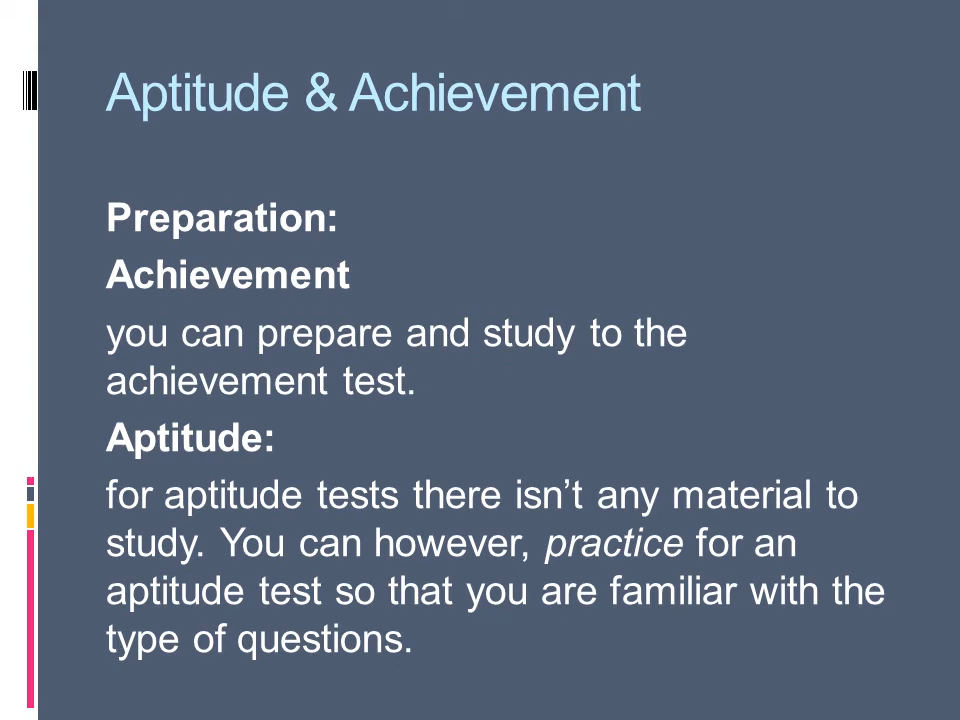 Aptitude & Achievement
Preparation:
Achievement
you can prepare and study to the
achievement test.
Aptitude:
for aptitude tests there isn’t any material to
study. You can however, practice for an
aptitude test so that you are familiar with the
type of questions.